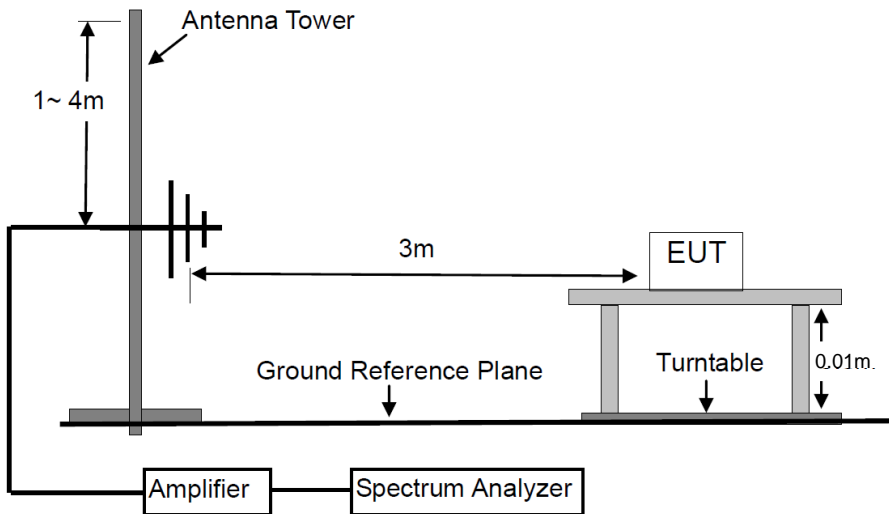 Antenna Tower
1~ 4m
3m
EUT
Ground Reference Plane
Turntable
0.01m.
Amplifier
Spectrum Analyzer